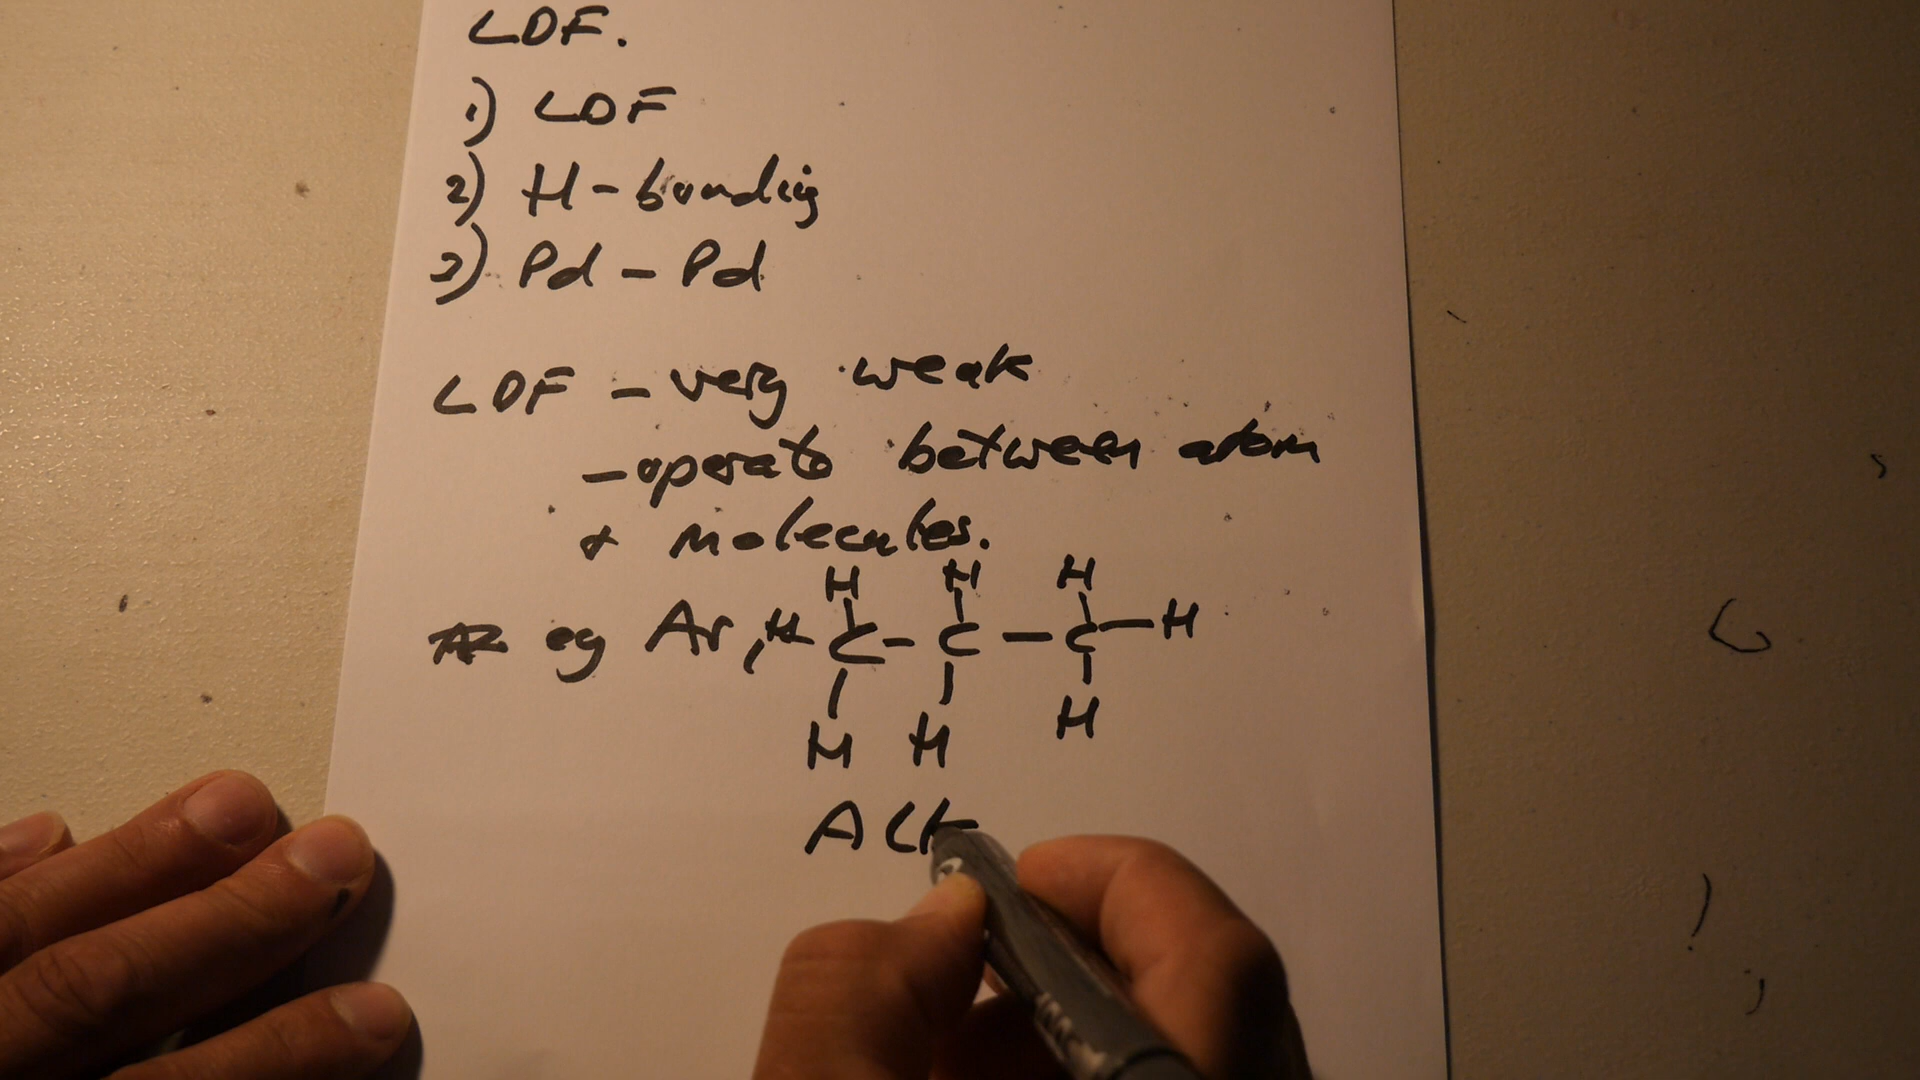 LDF.
1) LDF
2) H-bonding
3) Pd - Pd
LDF - very weak
- operate between atom
+ molecules.
H H H
eg Ar, H - C - C - C - H
H H H
Alk